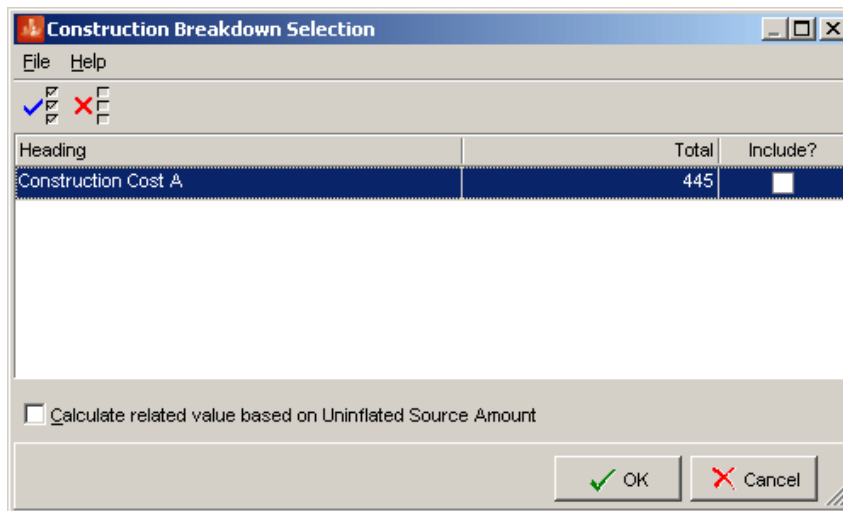 Construction Breakdown Selection
File Help
Heading Total Include?
Construction Cost A 445
Calculate related value based on Uninflated Source Amount
OK Cancel